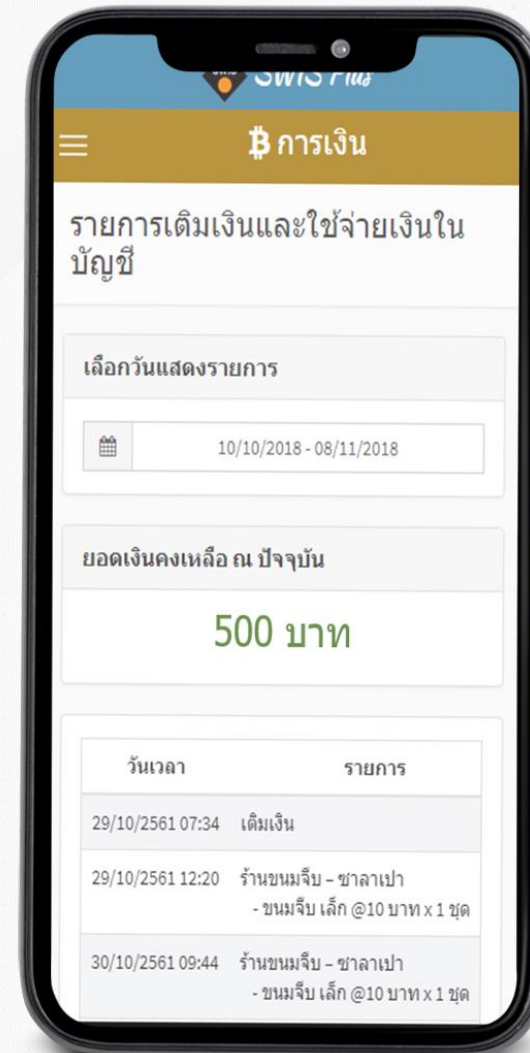 SWIS Plus
฿ การเงิน
รายการเติมเงินและใช้จ่ายเงินใน
บัญชี
เลือกวันแสดงรายการ
10/10/2018 - 08/11/2018
ยอดเงินคงเหลือ ณ ปัจจุบัน
500 บาท
วันเวลา รายการ
29/10/2561 07:34 เติมเงิน
29/10/2561 12:20 ร้านขนมจีบ – ซาลาเปา
- ขนมจีบ เล็ก @10 บาท x 1 ชุด
30/10/2561 09:44 ร้านขนมจีบ – ซาลาเปา
- ขนมจีบ เล็ก @10 บาท x 1 ชุด